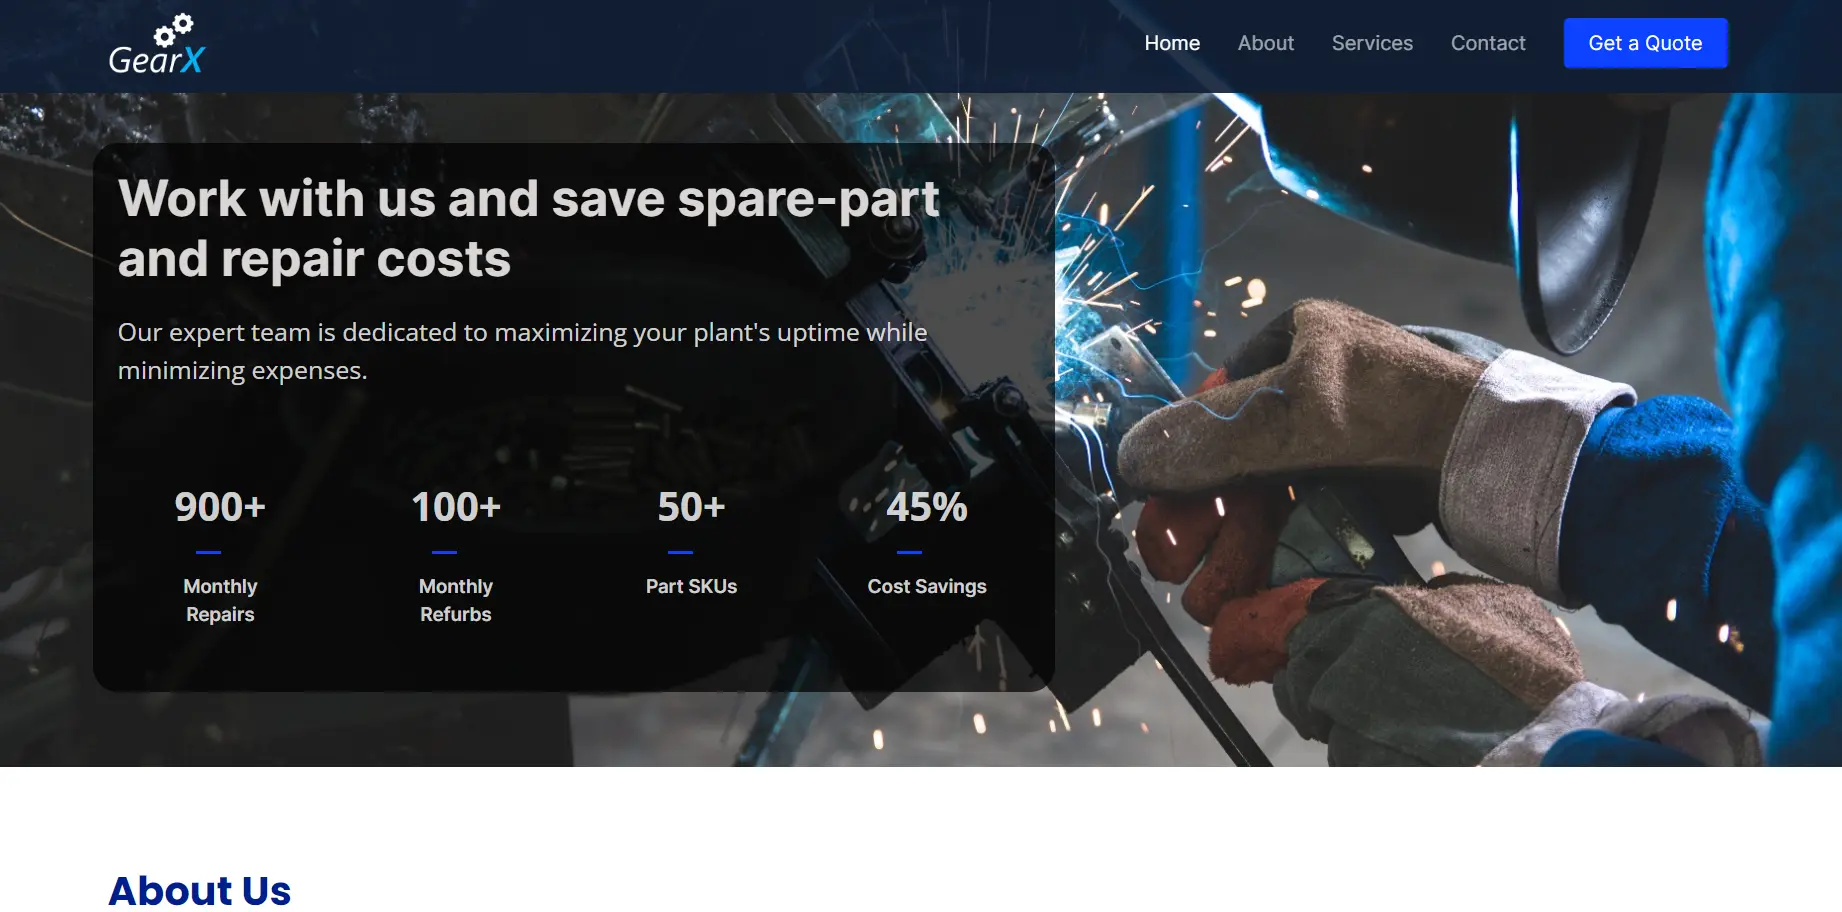 GearX
Home
About
Services
Contact
Get a Quote
Work with us and save spare-part
and repair costs
Our expert team is dedicated to maximizing your plant's uptime while
minimizing expenses.
900+
Monthly
Repairs
100+
Monthly
Refurbs
50+
Part SKUs
45%
Cost Savings
About Us